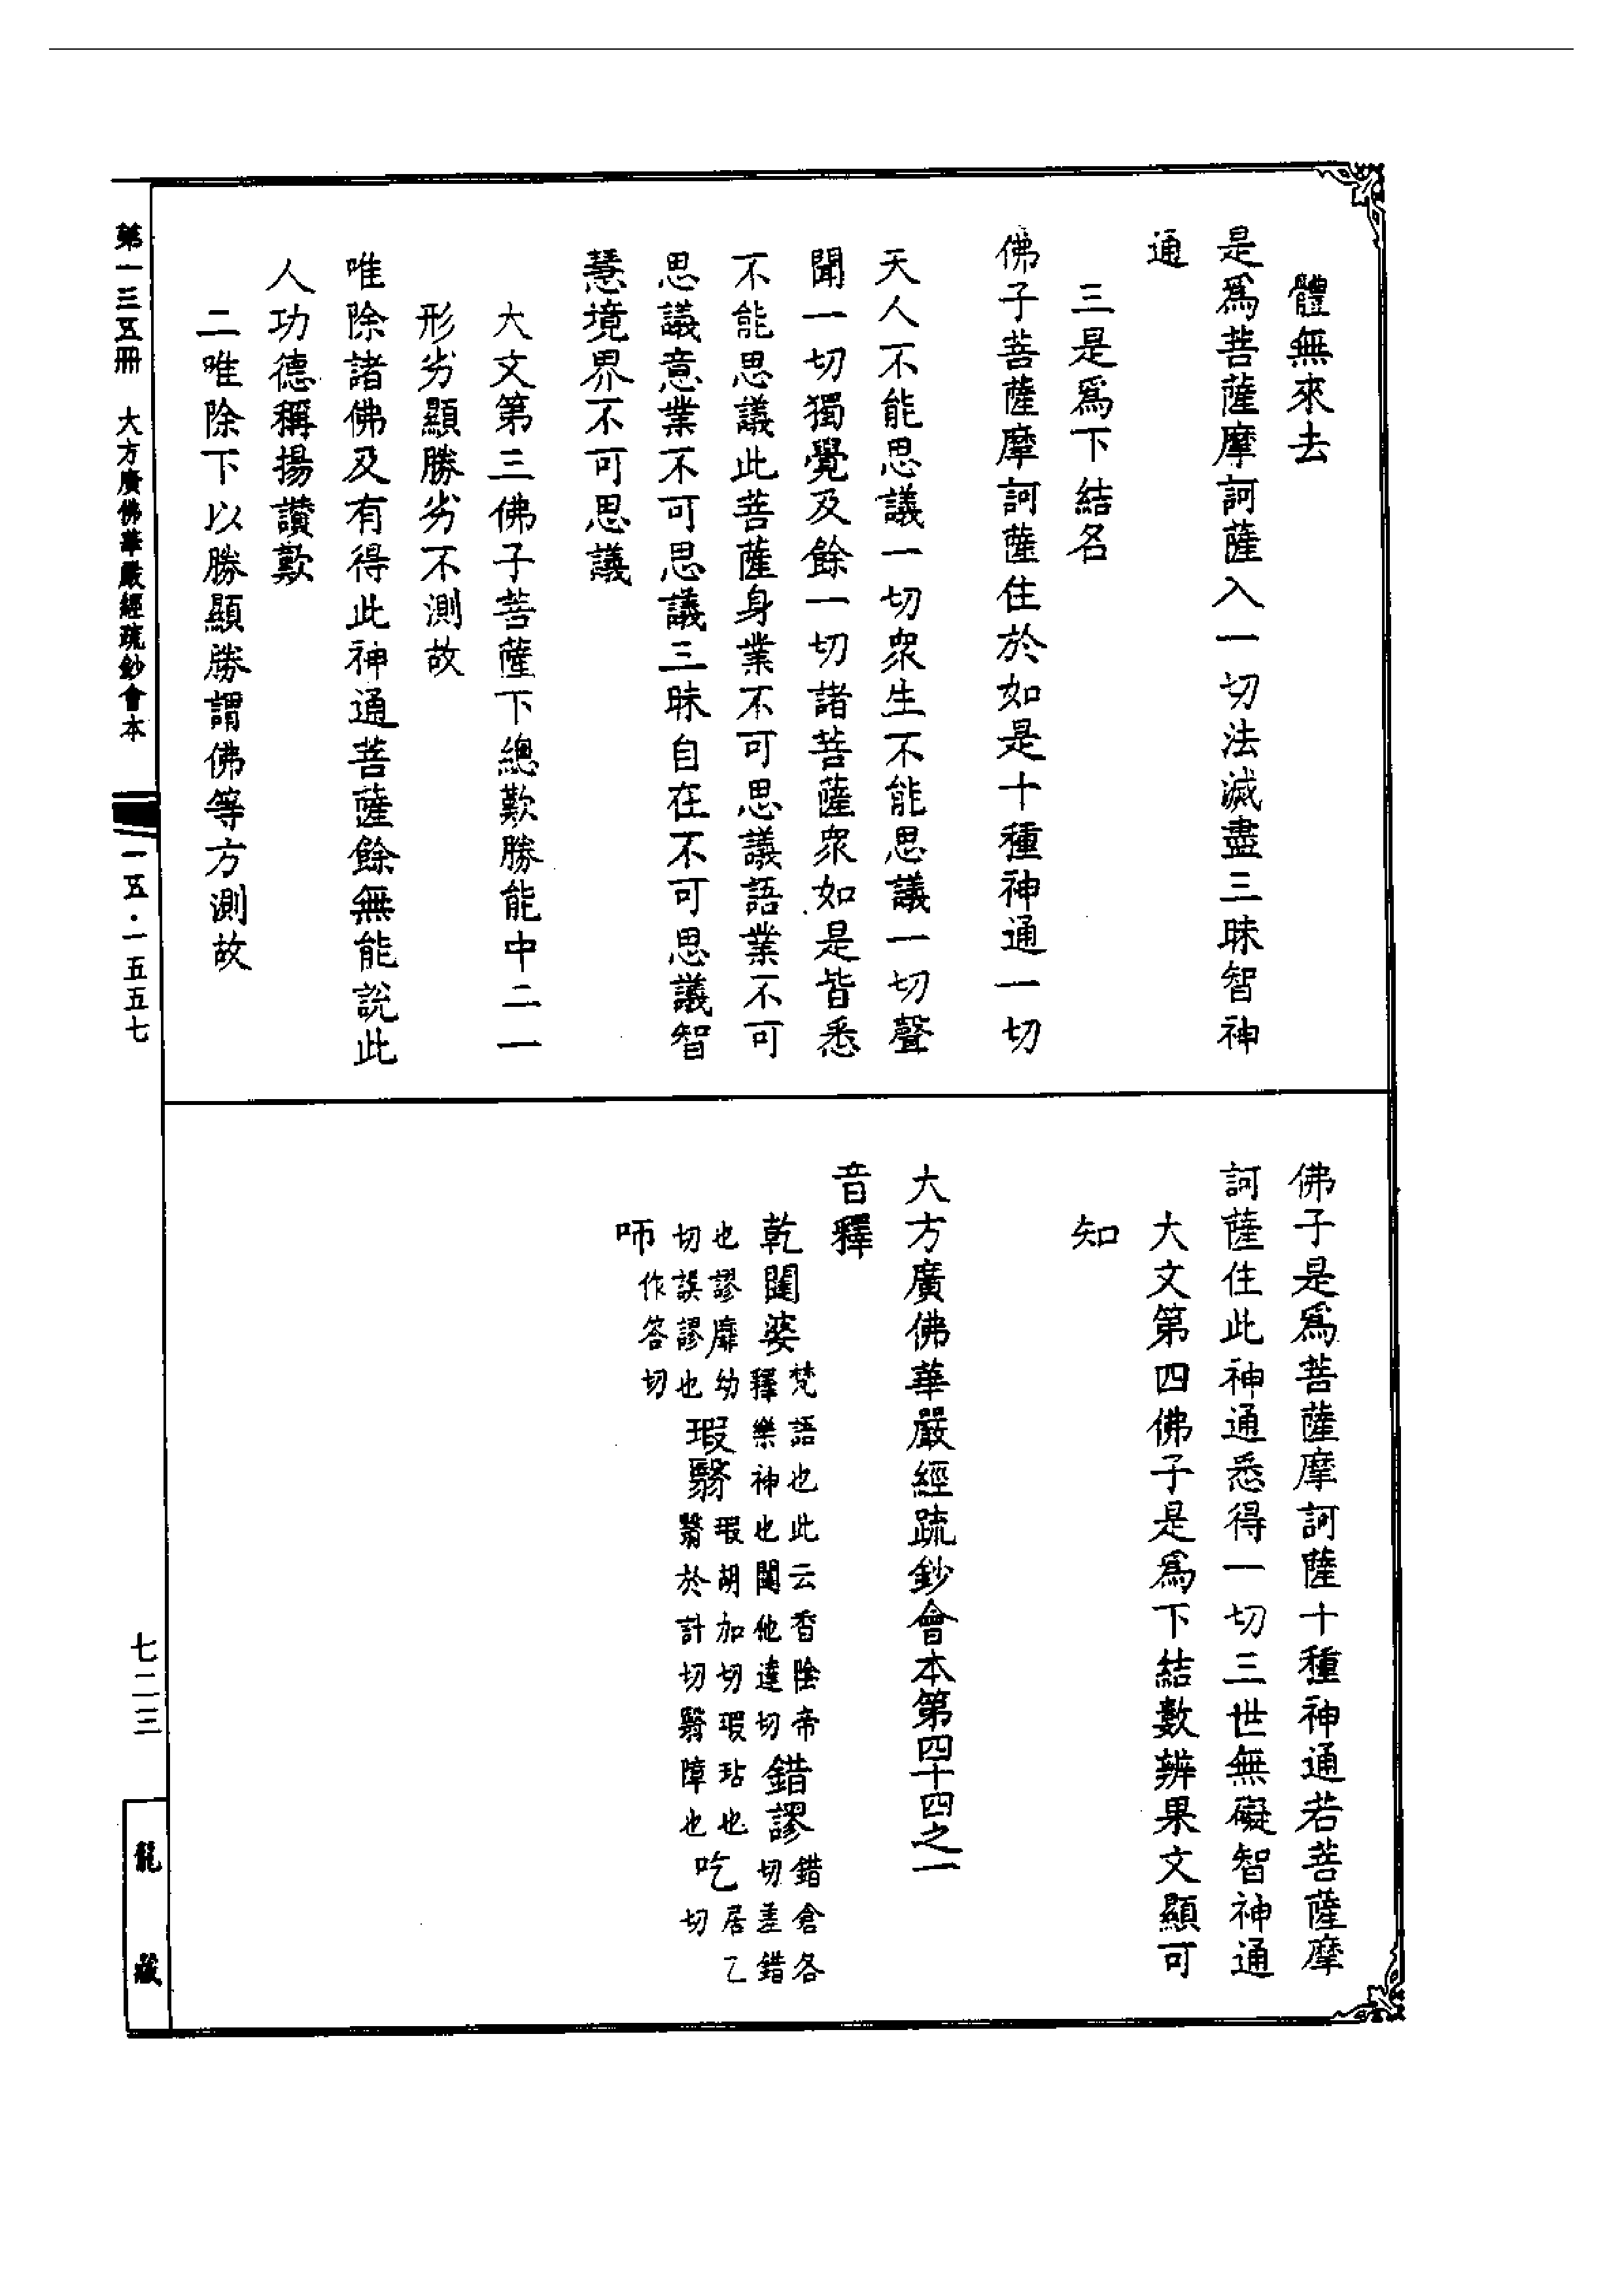 體無來去
是爲菩薩摩訶薩入一切法滅盡三昧智神
通
三是爲下結名
佛子菩薩摩訶薩住於如是十種神通一切
天人不能思議一切衆生不能思議一切聲
聞一切獨覺及餘一切諸菩薩衆如是皆悉
不能思議此菩薩身業不可思議語業不可
思議意業不可思議三昧自在不可思議智
慧境界不可思議
大文第三佛子菩薩下總歎勝能中二一
形劣顯勝劣不測故
唯除諸佛及有得此神通菩薩餘無能說此
人功德稱揚讚歎
二唯除下以勝顯勝謂佛等方測故
佛子是爲菩薩摩訶薩十種神通若菩薩摩
訶薩住此神通悉得一切三世無礙智神通
大文第四佛子是爲下結數辨果文顯可
知
大方廣佛華嚴經疏鈔會本第四十四之一
音釋
乾闥婆梵語也此云香陰帝釋樂神也闥他達切錯謬錯倉各切差錯
也謬靡幼切誤謬也瑕翳瑕胡加切瑕玷也翳於計切翳障也吃居乙切
咂作答切
第一三五冊 大方廣佛華嚴經疏鈔會本 一五·一五五七
七二三
龍藏